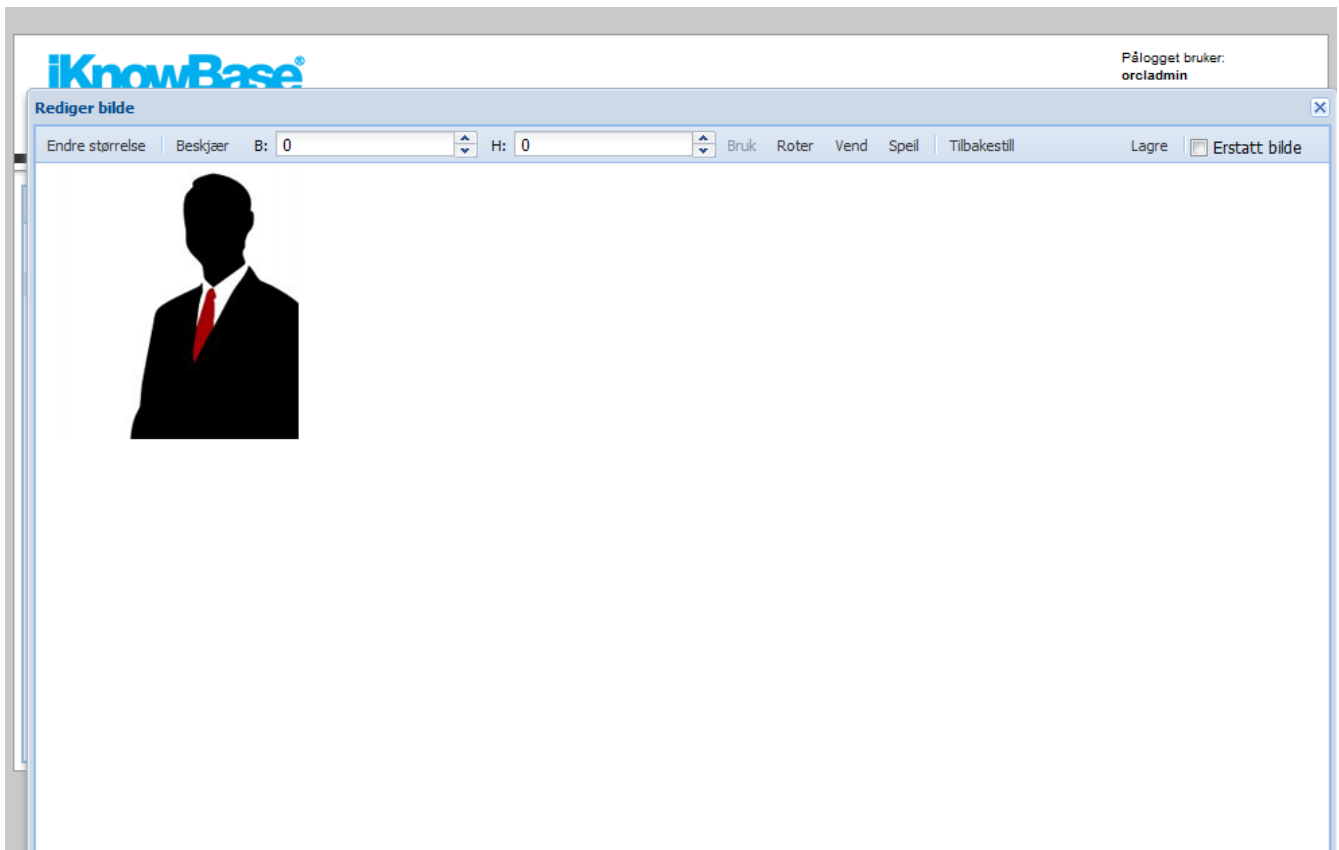 iKnowBase®
Pålogget bruker:
orcladmin
Rediger bilde
Endre størrelse Beskjær B: 0 H: 0 Bruk Roter Vend Speil Tilbakestill Lagre Erstatt bilde